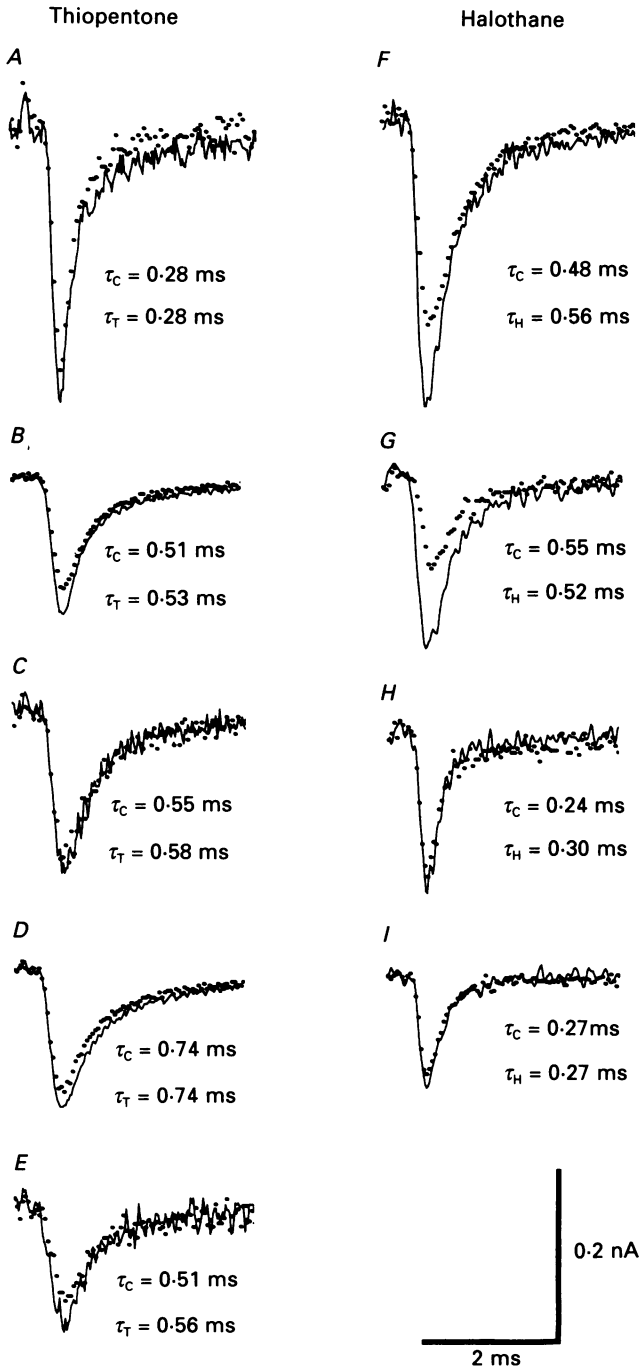 Thiopentone
Halothane
A
τC = 0·28 ms
τT = 0·28 ms
B
τC = 0·51 ms
τT = 0·53 ms
C
τC = 0·55 ms
τT = 0·58 ms
D
τC = 0·74 ms
τT = 0·74 ms
E
τC = 0·51 ms
τT = 0·56 ms
F
τC = 0·48 ms
τH = 0·56 ms
G
τC = 0·55 ms
τH = 0·52 ms
H
τC = 0·24 ms
τH = 0·30 ms
I
τC = 0·27ms
τH = 0·27 ms
0·2 nA
2 ms